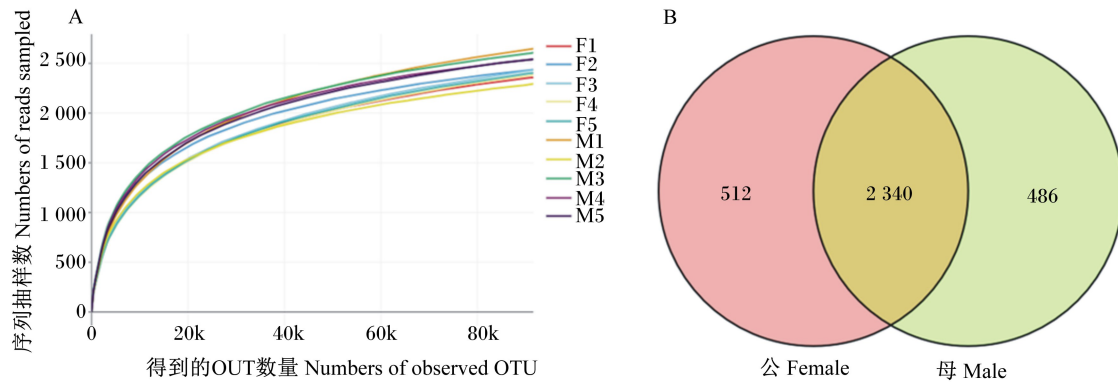 A
序列抽样数 Numbers of reads sampled
2 500
2 000
1 500
1 000
500
0
0
20k
40k
60k
80k
得到的OUT数量 Numbers of observed OTU
F1
F2
F3
F4
F5
M1
M2
M3
M4
M5
B
512
2 340
486
公 Female
母 Male